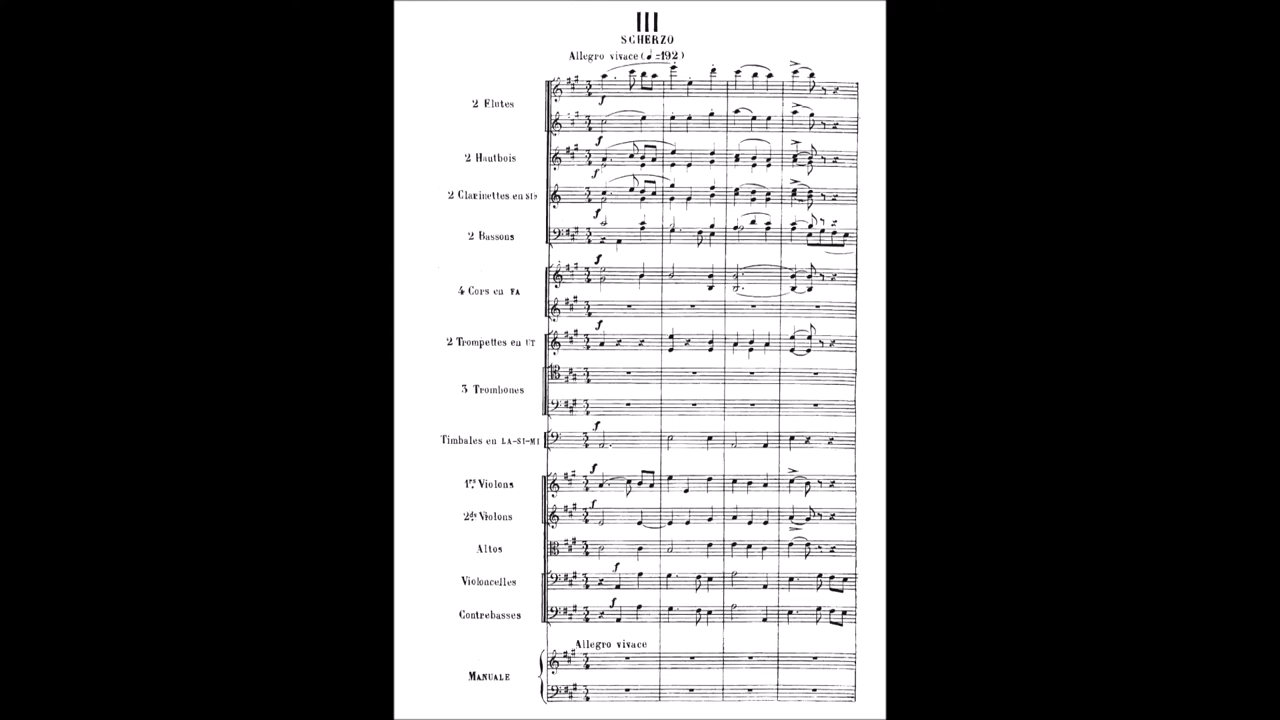 III
SCHERZO
Allegro vivace (♩=192)
2 Flutes
2 Hautbois
2 Clarinettes en SI♭
2 Bassons
4 Cors en FA
2 Trompettes en UT
3 Trombones
Timbales en LA-SI-MI
1rs Violons
2ds Violons
Altos
Violoncelles
Contrebasses
Allegro vivace
MANUALE